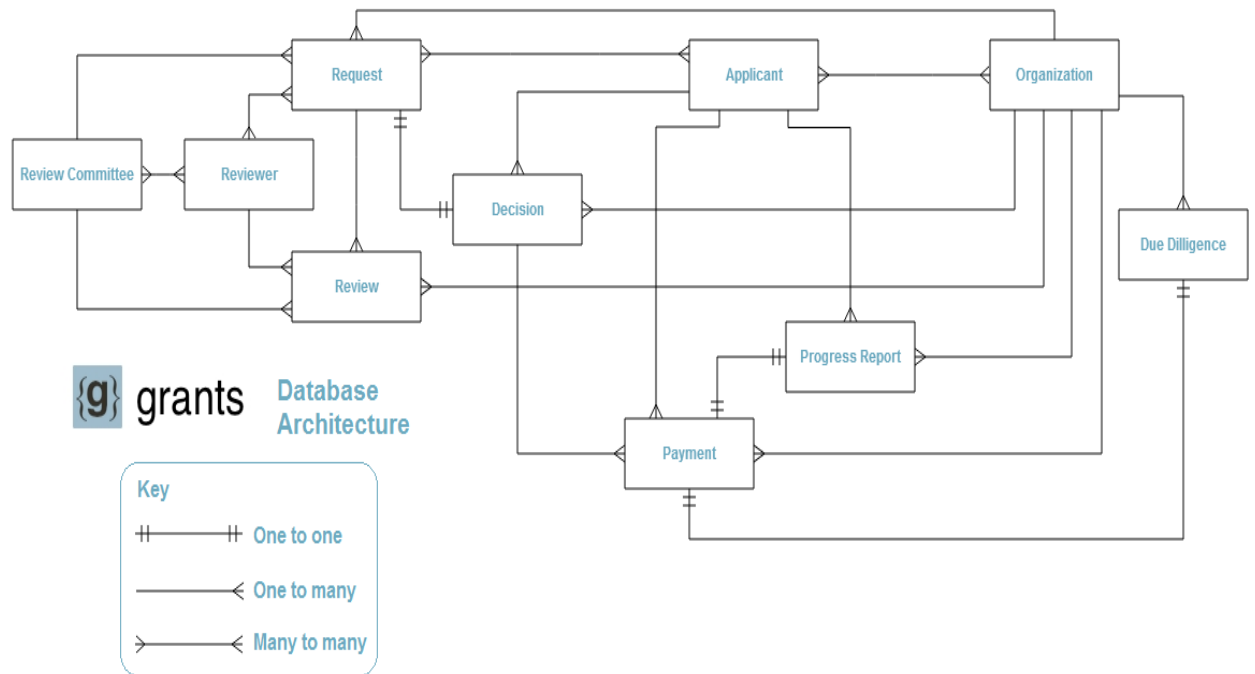 Request
Applicant
Organization
Review Committee
Reviewer
Decision
Due Dilligence
Review
Progress Report
Payment
{g} grants
Database
Architecture
Key
One to one
One to many
Many to many